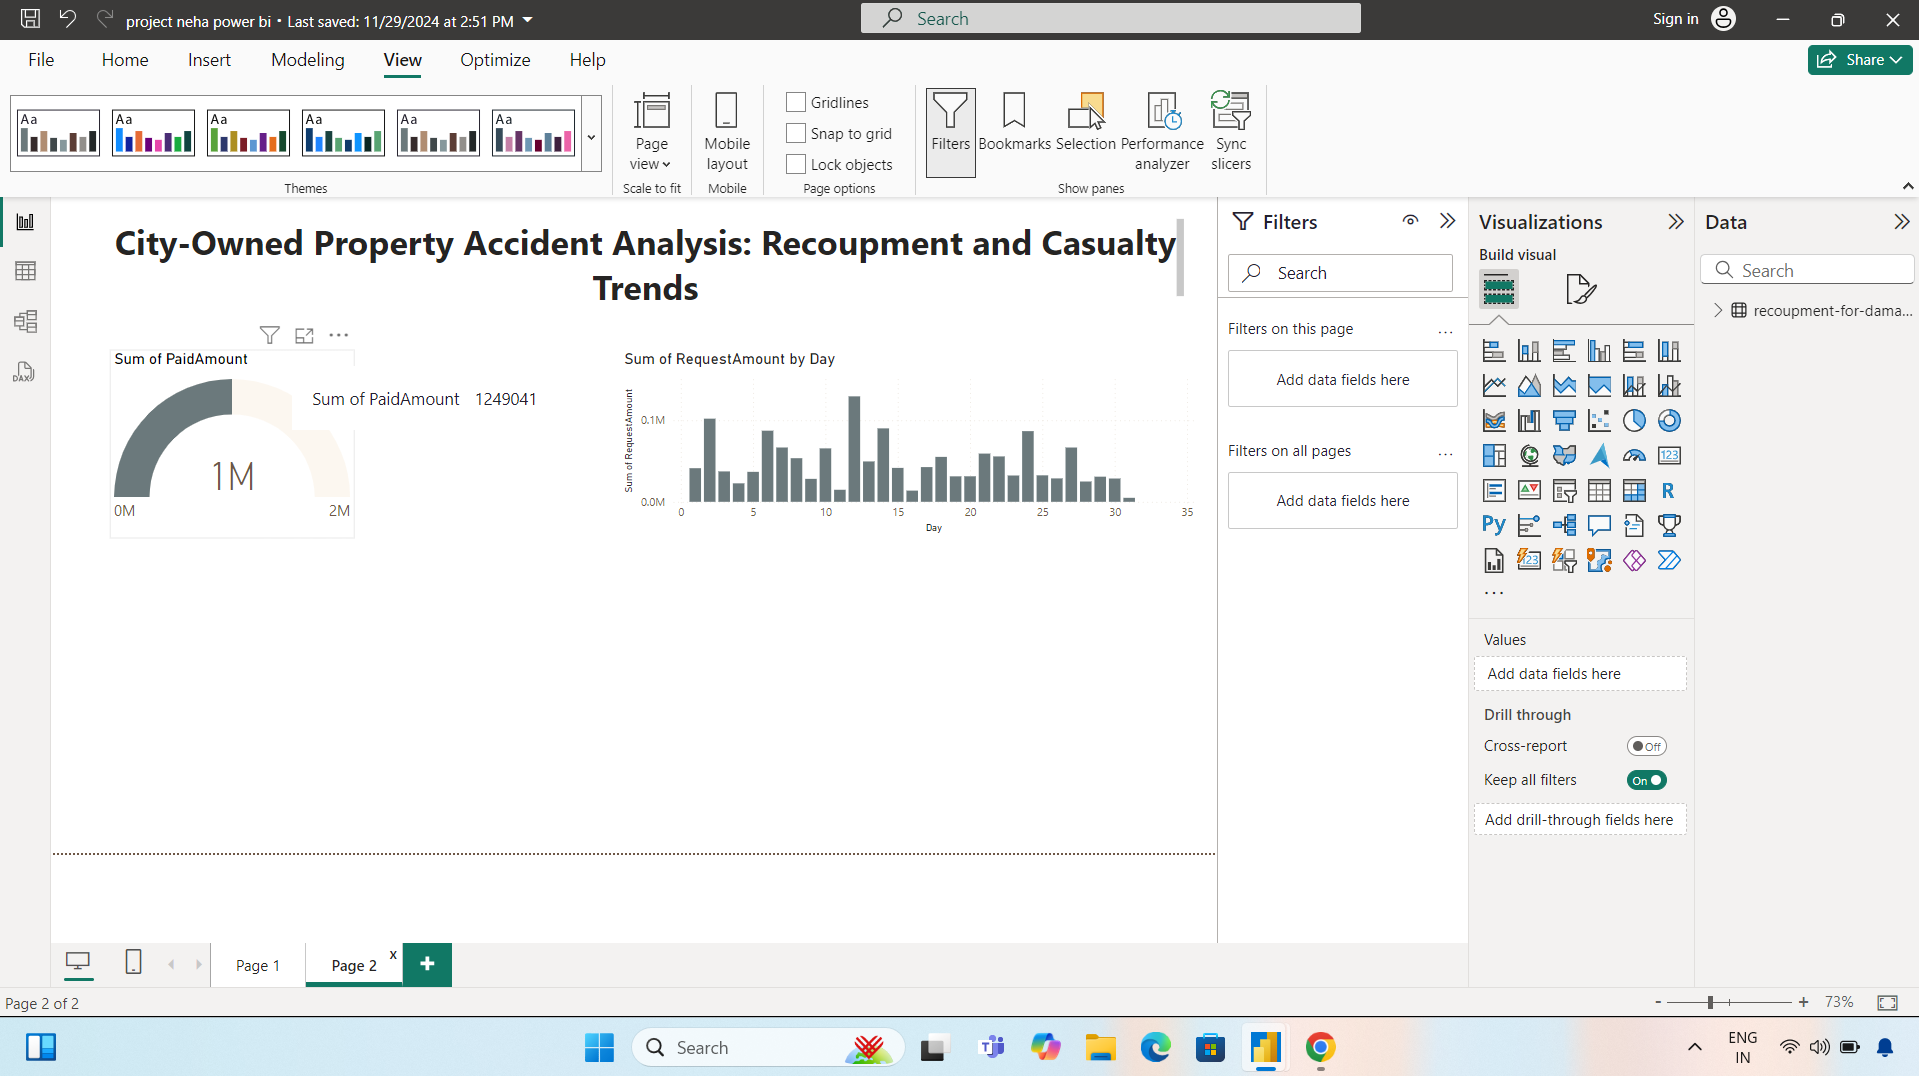 project neha power bi • Last saved: 11/29/2024 at 2:51 PM
Search
Sign in
File Home Insert Modeling View Optimize Help
Share
Aa Aa Aa Aa Aa Aa
Themes
Page view
Scale to fit
Mobile layout
Mobile
Gridlines
Snap to grid
Lock objects
Page options
Filters
Bookmarks
Selection
Performance analyzer
Sync slicers
Show panes
City-Owned Property Accident Analysis: Recoupment and Casualty
Trends
Sum of PaidAmount
Sum of PaidAmount 1249041
1M
0M
2M
Sum of RequestAmount by Day
Sum of RequestAmount
0.1M
0.0M
0 5 10 15 20 25 30 35
Day
Filters
Search
Filters on this page ...
Add data fields here
Filters on all pages ...
Add data fields here
Visualizations
Build visual
123
R
Py
123
...
Values
Add data fields here
Drill through
Cross-report
Off
Keep all filters
On
Add drill-through fields here
Data
Search
recoupment-for-dama...
DAX
Page 1
Page 2
x
+
Page 2 of 2
- + 73%
Search
ENG
IN